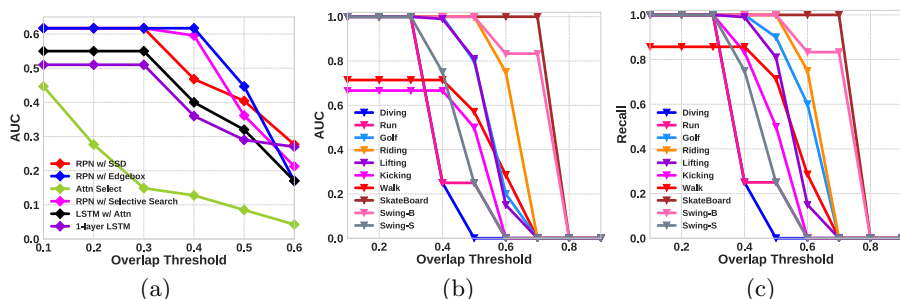 AUC
0.6
0.5
0.4
0.3
0.2
0.1
0.0
RPN w/ SSD
RPN w/ Edgebox
Attn Select
RPN w/ Selective Search
LSTM w/ Attn
1-layer LSTM
0.1 0.2 0.3 0.4 0.5 0.6
Overlap Threshold
(a)
AUC
1.0
0.8
0.6
0.4
0.2
0.0
Diving
Run
Golf
Riding
Lifting
Kicking
Walk
SkateBoard
Swing-B
Swing-S
0.2 0.4 0.6 0.8
Overlap Threshold
(b)
Recall
1.0
0.8
0.6
0.4
0.2
0.0
Diving
Run
Golf
Riding
Lifting
Kicking
Walk
SkateBoard
Swing-B
Swing-S
0.2 0.4 0.6 0.8
Overlap Threshold
(c)